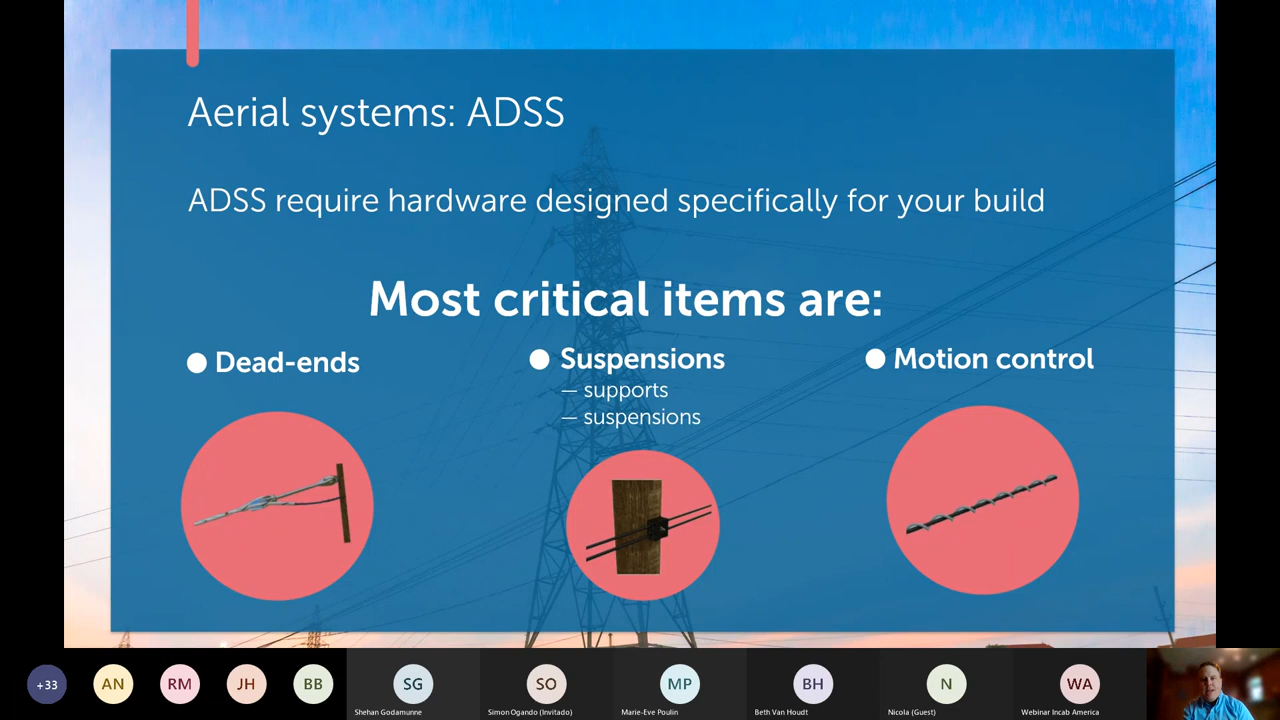 Aerial systems: ADSS
ADSS require hardware designed specifically for your build
Most critical items are:
● Dead-ends
● Suspensions
— supports
— suspensions
● Motion control
+33
AN
RM
JH
BB
SG
SO
MP
BH
N
WA
Shehan Godamunne
Simon Ogando (Invitado)
Marie-Eve Poulin
Beth Van Houdt
Nicola (Guest)
Webinar Incab America